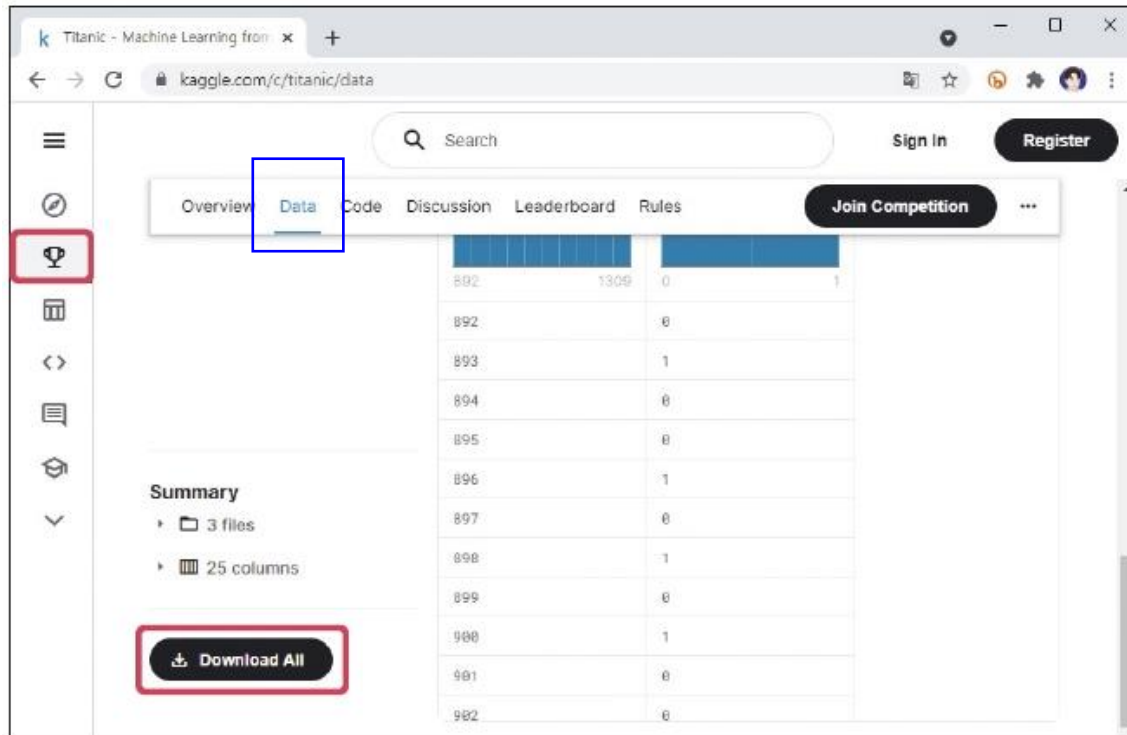 k Titanic - Machine Learning from
kaggle.com/c/titanic/data
Search
Sign In
Register
Overview Data Code Discussion Leaderboard Rules
Join Competition
892 1309 0 1
892 0
893 1
894 0
895 0
896 1
897 0
898 1
899 0
900 1
901 0
902 0
Summary
3 files
25 columns
Download All